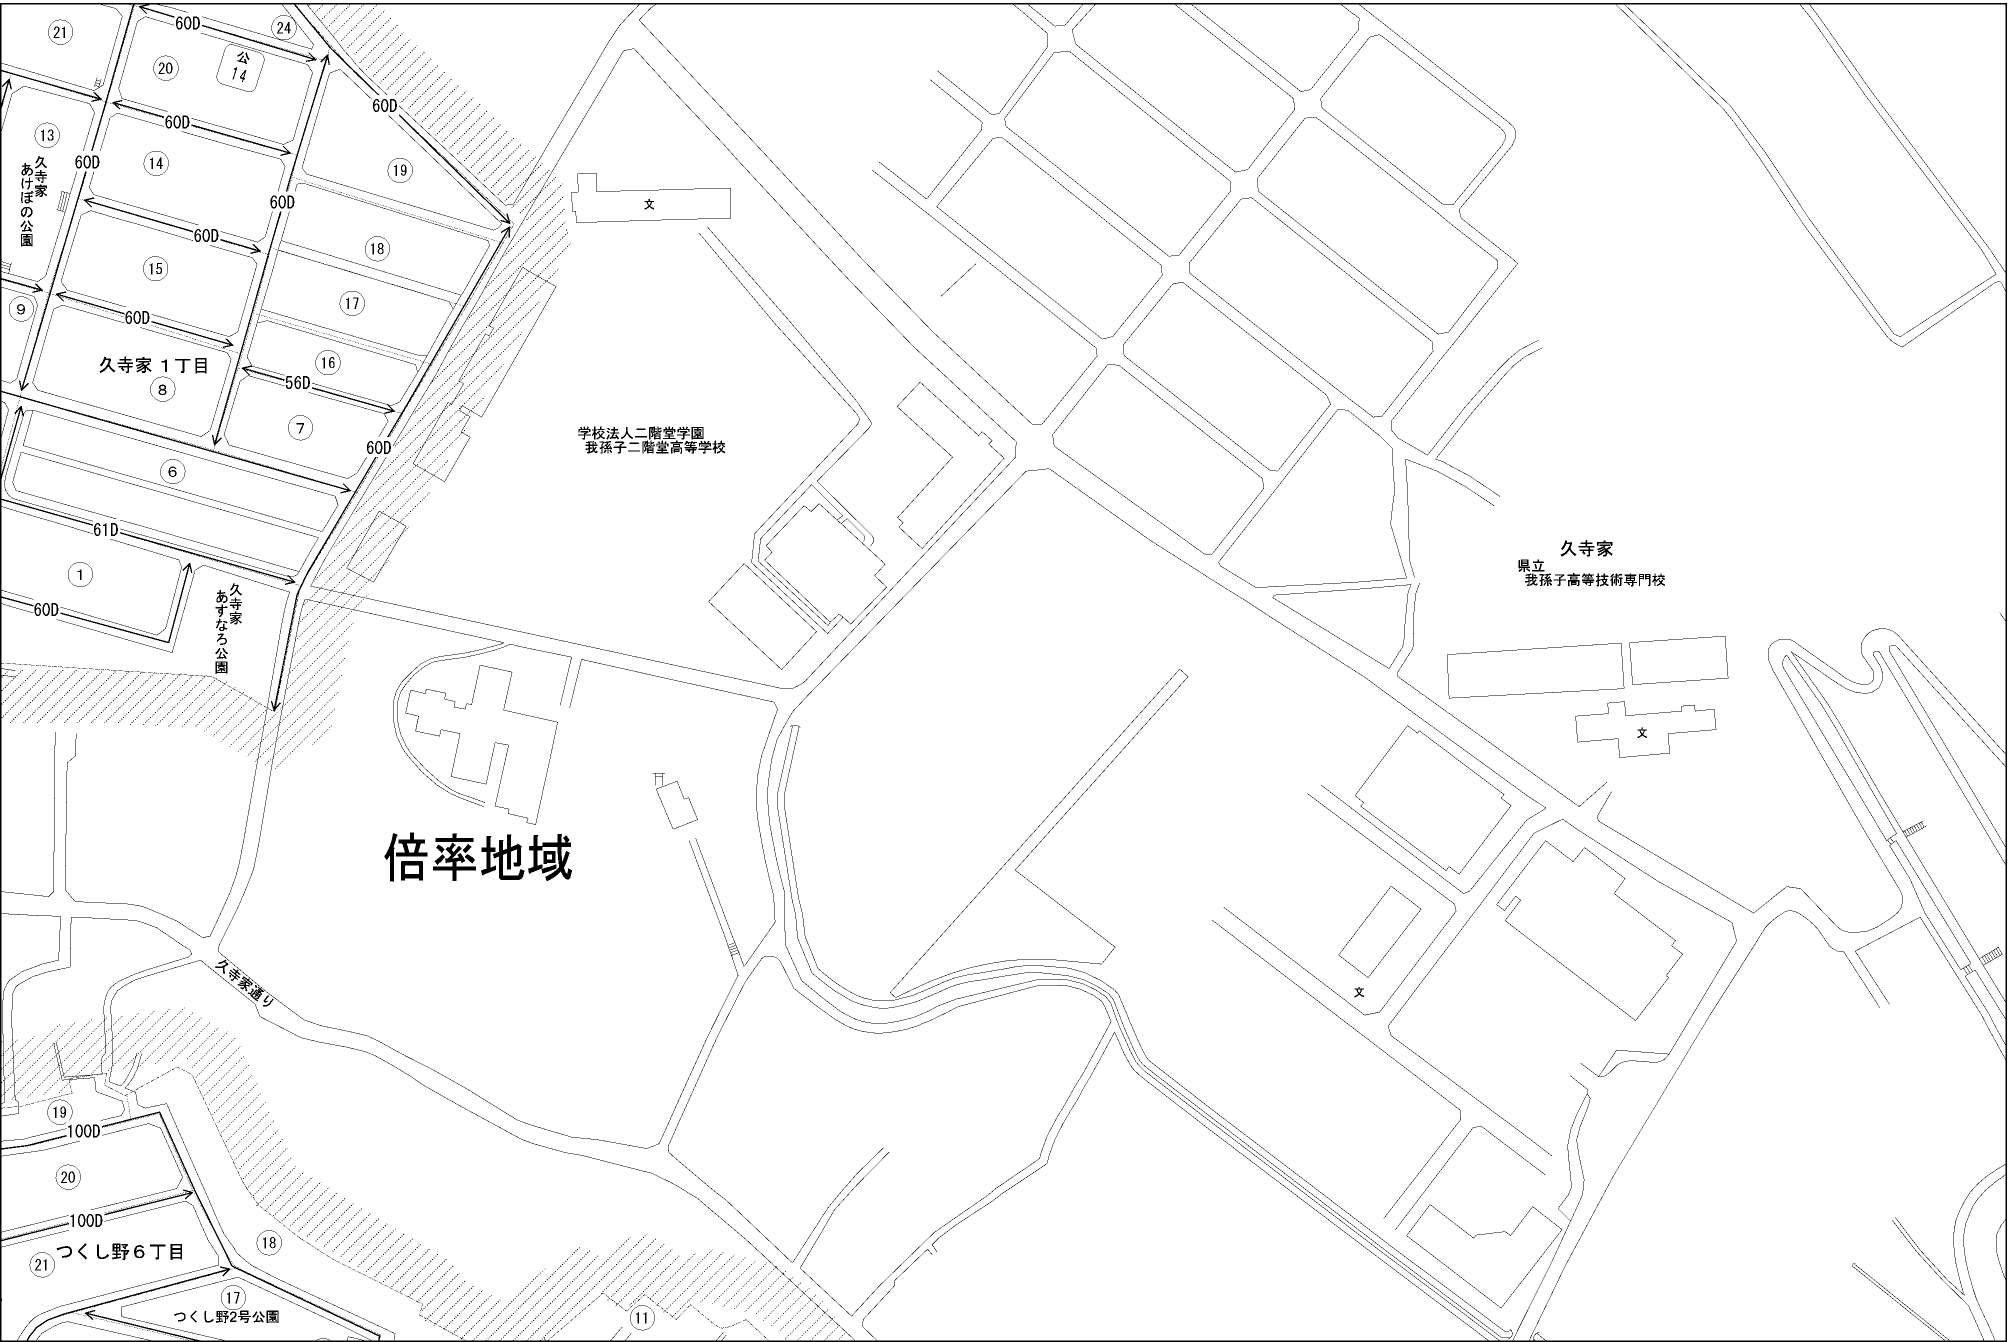 21
24
60D
20
公
14
60D
13
60D
14
久寺家
あけぼの公園
60D
19
文
60D
60D
18
15
17
9
60D
16
久寺家 1丁目
8
56D
7
学校法人二階堂学園
我孫子二階堂高等学校
60D
6
61D
1
久寺家
県立
我孫子高等技術専門校
60D
久寺家
あすなろ公園
文
倍率地域
久寺家通り
文
19
100D
20
100D
つくし野6丁目
18
21
17
つくし野2号公園
11